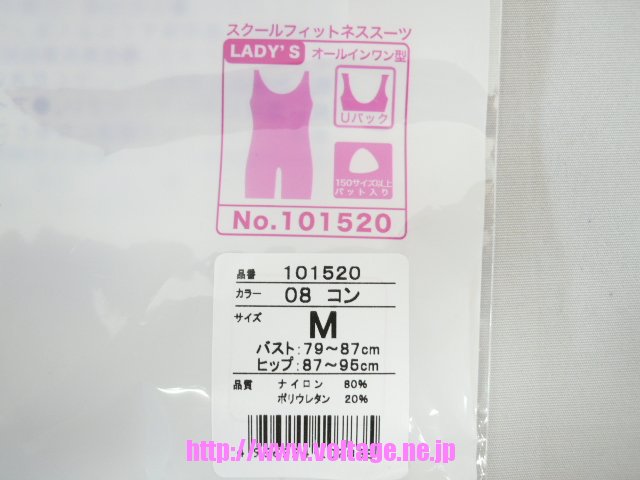 スクールフィットネススーツ
LADY'S オールインワン型
Uバック
150サイズ以上
パット入り
No.101520
品番 101520
カラー 08 コン
サイズ M
バスト:79〜87cm
ヒップ:87〜95cm
品質 ナイロン 80%
ポリウレタン 20%
http://www.voltage.ne.jp